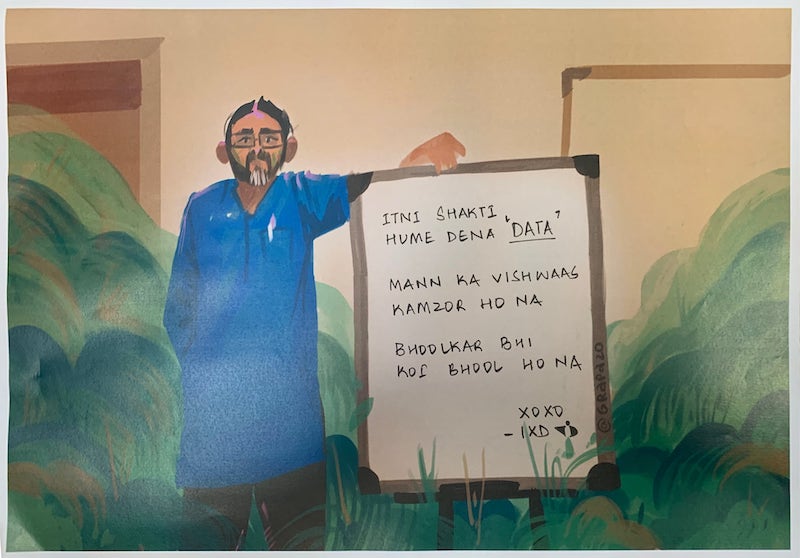 ITNI SHAKTI
HUME DENA 'DATA'
MANN KA VISHWAAS
KAMZOR HO NA
BHOOLKAR BHI
KOI BHOOL HO NA
XOXO
- IXD
@GRAPA20